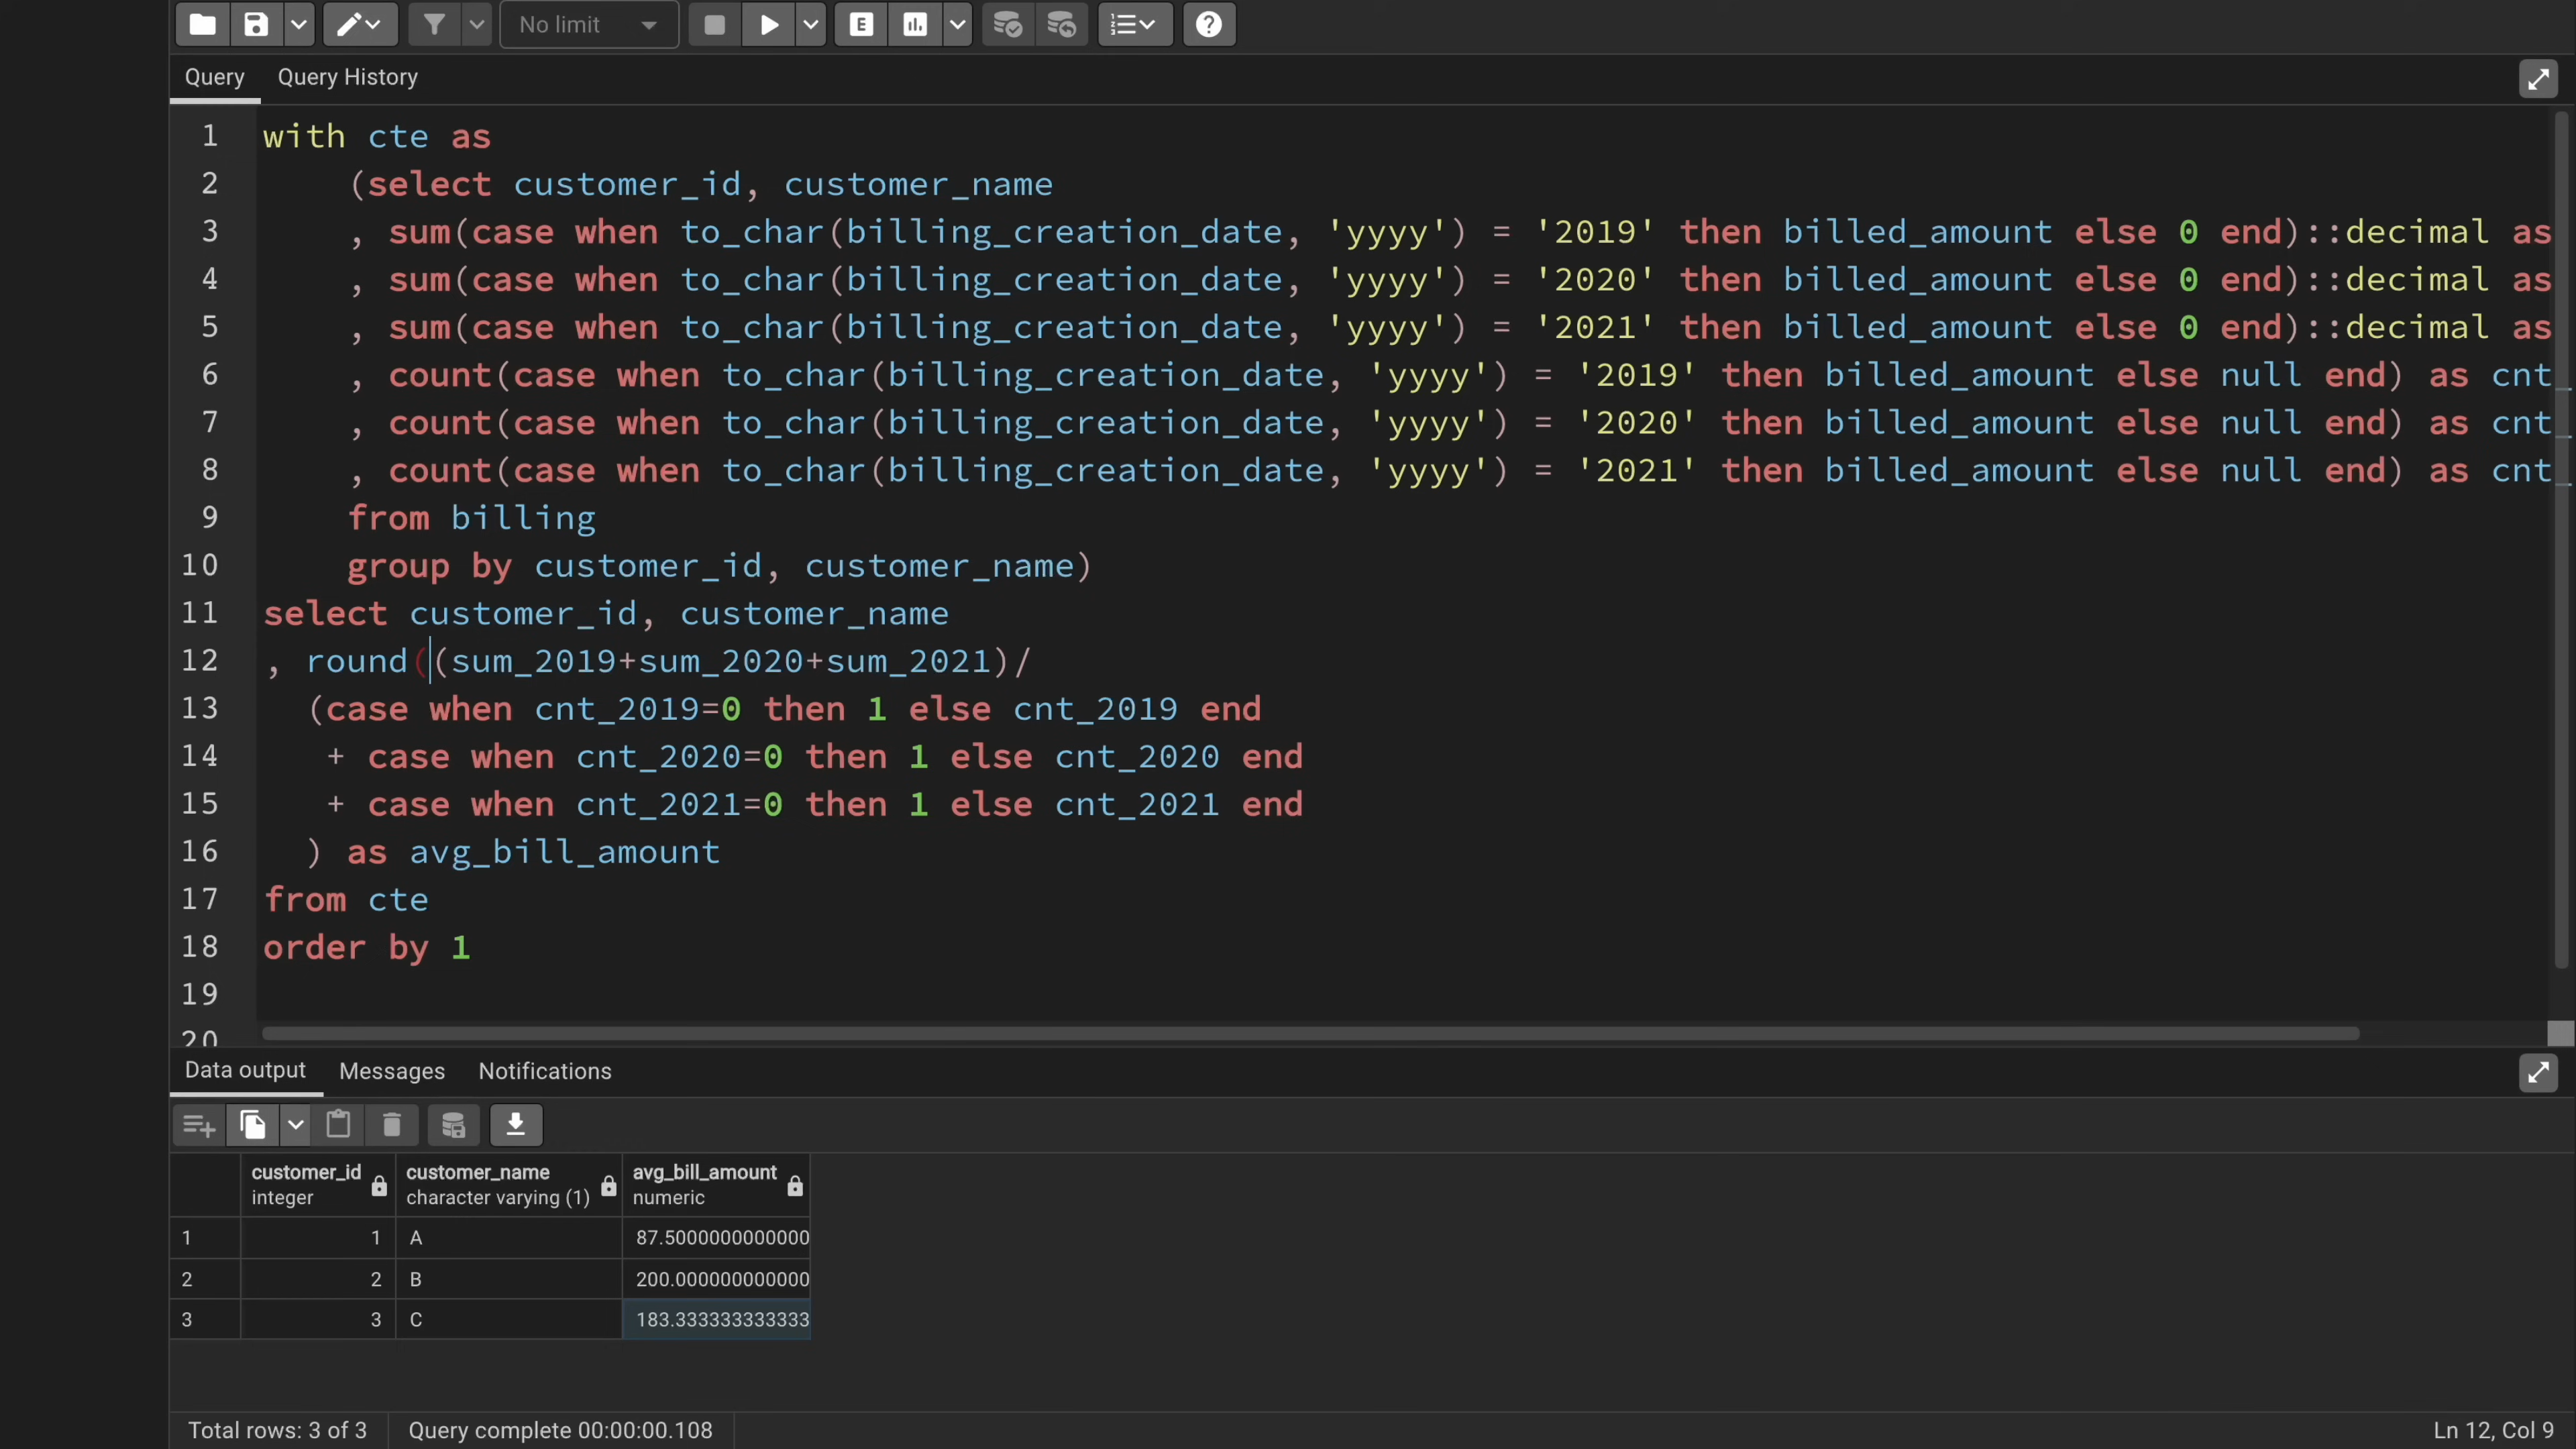 No limit
E
Query Query History
1 with cte as
2 (select customer_id, customer_name
3 , sum(case when to_char(billing_creation_date, 'yyyy') = '2019' then billed_amount else 0 end)::decimal as
4 , sum(case when to_char(billing_creation_date, 'yyyy') = '2020' then billed_amount else 0 end)::decimal as
5 , sum(case when to_char(billing_creation_date, 'yyyy') = '2021' then billed_amount else 0 end)::decimal as
6 , count(case when to_char(billing_creation_date, 'yyyy') = '2019' then billed_amount else null end) as cnt_
7 , count(case when to_char(billing_creation_date, 'yyyy') = '2020' then billed_amount else null end) as cnt_
8 , count(case when to_char(billing_creation_date, 'yyyy') = '2021' then billed_amount else null end) as cnt_
9 from billing
10 group by customer_id, customer_name)
11 select customer_id, customer_name
12 , round((sum_2019+sum_2020+sum_2021)/
13 (case when cnt_2019=0 then 1 else cnt_2019 end
14 + case when cnt_2020=0 then 1 else cnt_2020 end
15 + case when cnt_2021=0 then 1 else cnt_2021 end
16 ) as avg_bill_amount
17 from cte
18 order by 1
19
20
Data output Messages Notifications
customer_id customer_name avg_bill_amount
integer character varying (1) numeric
1 1 A 87.5000000000000
2 2 B 200.000000000000
3 3 C 183.333333333333
Total rows: 3 of 3 Query complete 00:00:00.108 Ln 12, Col 9